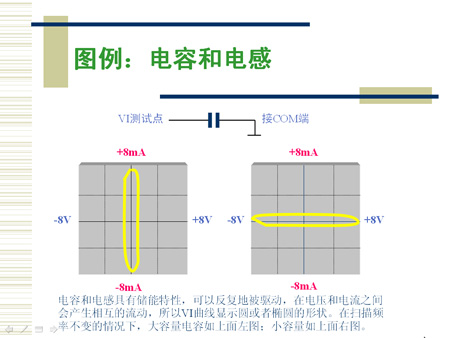 图例：电容和电感
VI测试点 接COM端
+8mA +8mA
-8V +8V -8V +8V
-8mA -8mA
电容和电感具有储能特性，可以反复地被驱动，在电压和电流之间
会产生相互的流动，所以VI曲线显示圆或者椭圆的形状。在扫描频
率不变的情况下，大容量电容如上面左图；小容量如上面右图。